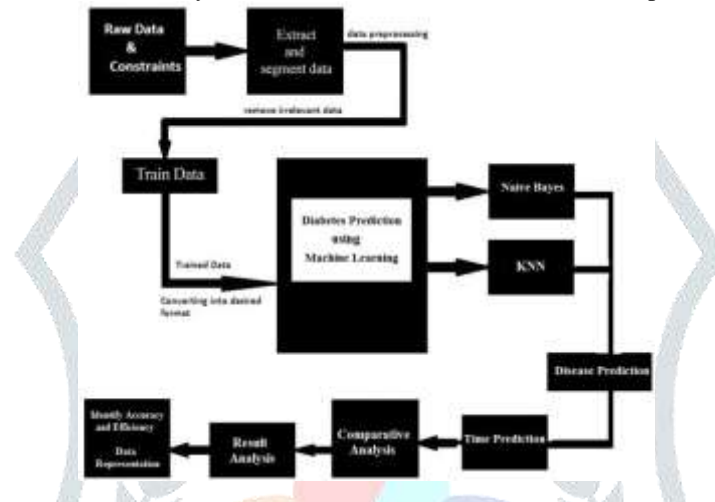 Raw Data
&
Constraints
Extract
and
segment data
data preprocessing
remove irrelevant data
Train Data
Diabetes Prediction
using
Machine Learning
Naive Bayes
KNN
Trained Data
Converting into desired
format
Disease Prediction
Time Prediction
Comparative
Analysis
Result
Analysis
Identify Accuracy
and Efficiency
Data
Representation